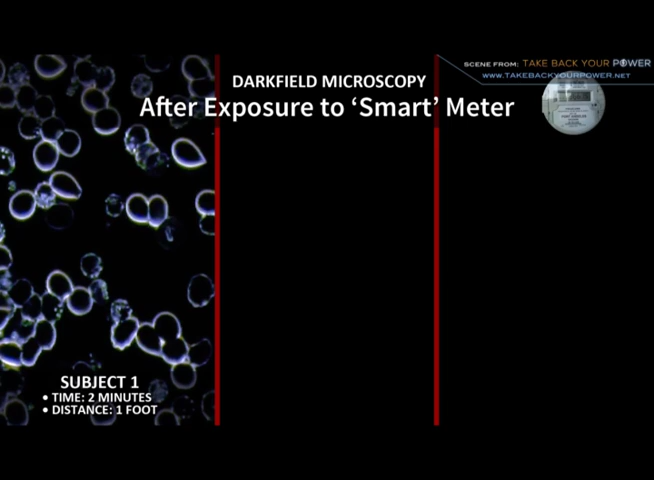 SCENE FROM: TAKE BACK YOUR POWER
WWW.TAKEBACKYOURPOWER.NET
DARKFIELD MICROSCOPY
After Exposure to ‘Smart’ Meter
SUBJECT 1
• TIME: 2 MINUTES
• DISTANCE: 1 FOOT